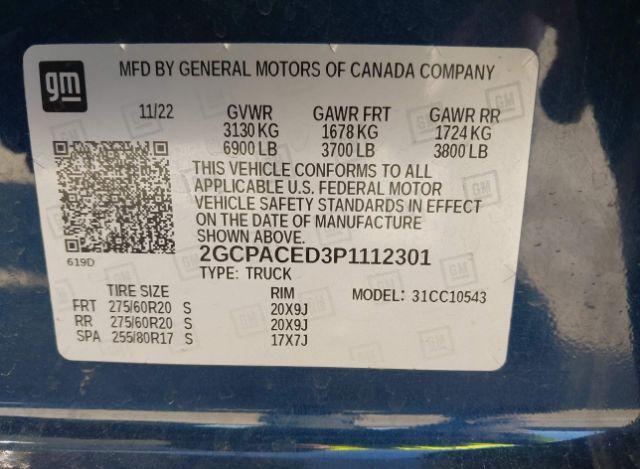 gm
MFD BY GENERAL MOTORS OF CANADA COMPANY
11/22 GVWR GAWR FRT GAWR RR
3130 KG 1678 KG 1724 KG
6900 LB 3700 LB 3800 LB
THIS VEHICLE CONFORMS TO ALL
APPLICABLE U.S. FEDERAL MOTOR
VEHICLE SAFETY STANDARDS IN EFFECT
ON THE DATE OF MANUFACTURE
619D
2GCPACED3P1112301
TYPE: TRUCK
TIRE SIZE RIM MODEL: 31CC10543
FRT 275/60R20 S 20X9J
RR 275/60R20 S 20X9J
SPA 255/80R17 S 17X7J